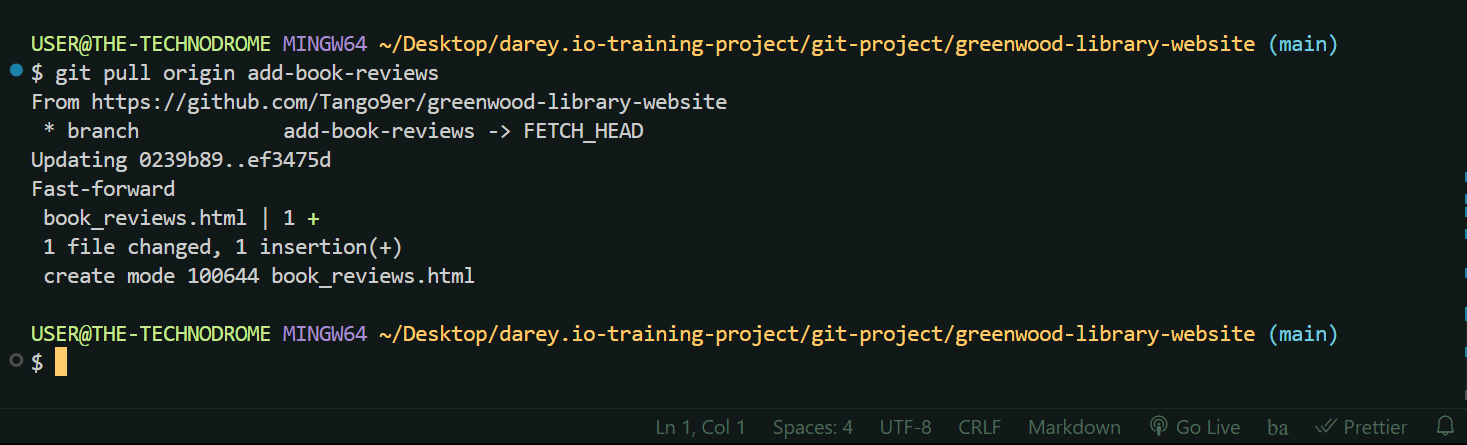 USER@THE-TECHNODROME MINGW64 ~/Desktop/darey.io-training-project/git-project/greenwood-library-website (main)
$ git pull origin add-book-reviews
From https://github.com/Tango9er/greenwood-library-website
 * branch            add-book-reviews -> FETCH_HEAD
Updating 0239b89..ef3475d
Fast-forward
 book_reviews.html | 1 +
 1 file changed, 1 insertion(+)
 create mode 100644 book_reviews.html
USER@THE-TECHNODROME MINGW64 ~/Desktop/darey.io-training-project/git-project/greenwood-library-website (main)
$
Ln 1, Col 1 Spaces: 4 UTF-8 CRLF Markdown Go Live ba Prettier